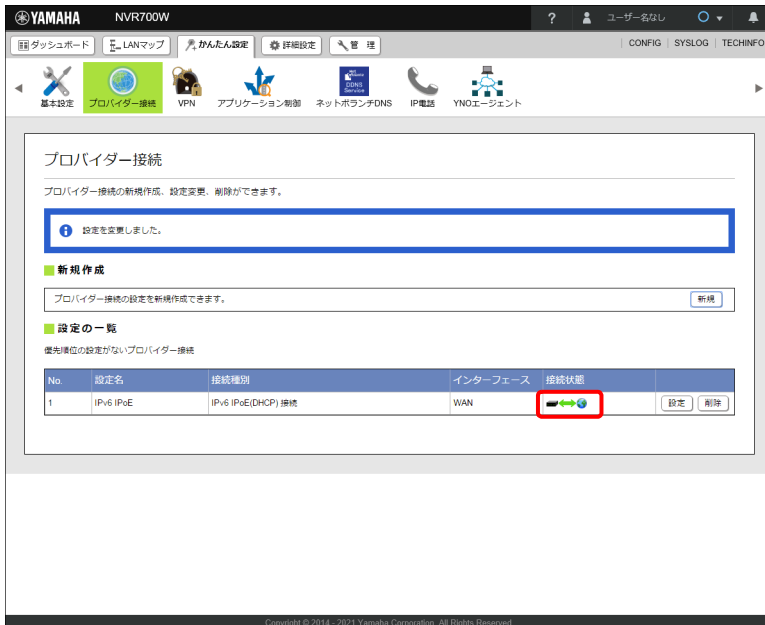 YAMAHA NVR700W ? ユーザー名なし
ダッシュボード LANマップ かんたん設定 詳細設定 管理 CONFIG SYSLOG TECHINFO
基本設定 プロバイダー接続 VPN アプリケーション制御 ネットボランチDNS IP電話 YNOエージェント
プロバイダー接続
プロバイダー接続の新規作成、設定変更、削除ができます。
設定を変更しました。
新規作成
プロバイダー接続の設定を新規作成できます。 新規
設定の一覧
優先順位の設定がないプロバイダー接続
No. 設定名 接続種別 インターフェース 接続状態
1 IPv6 IPoE IPv6 IPoE(DHCP) 接続 WAN 設定 削除
Copyright © 2014 - 2021 Yamaha Corporation. All Rights Reserved.